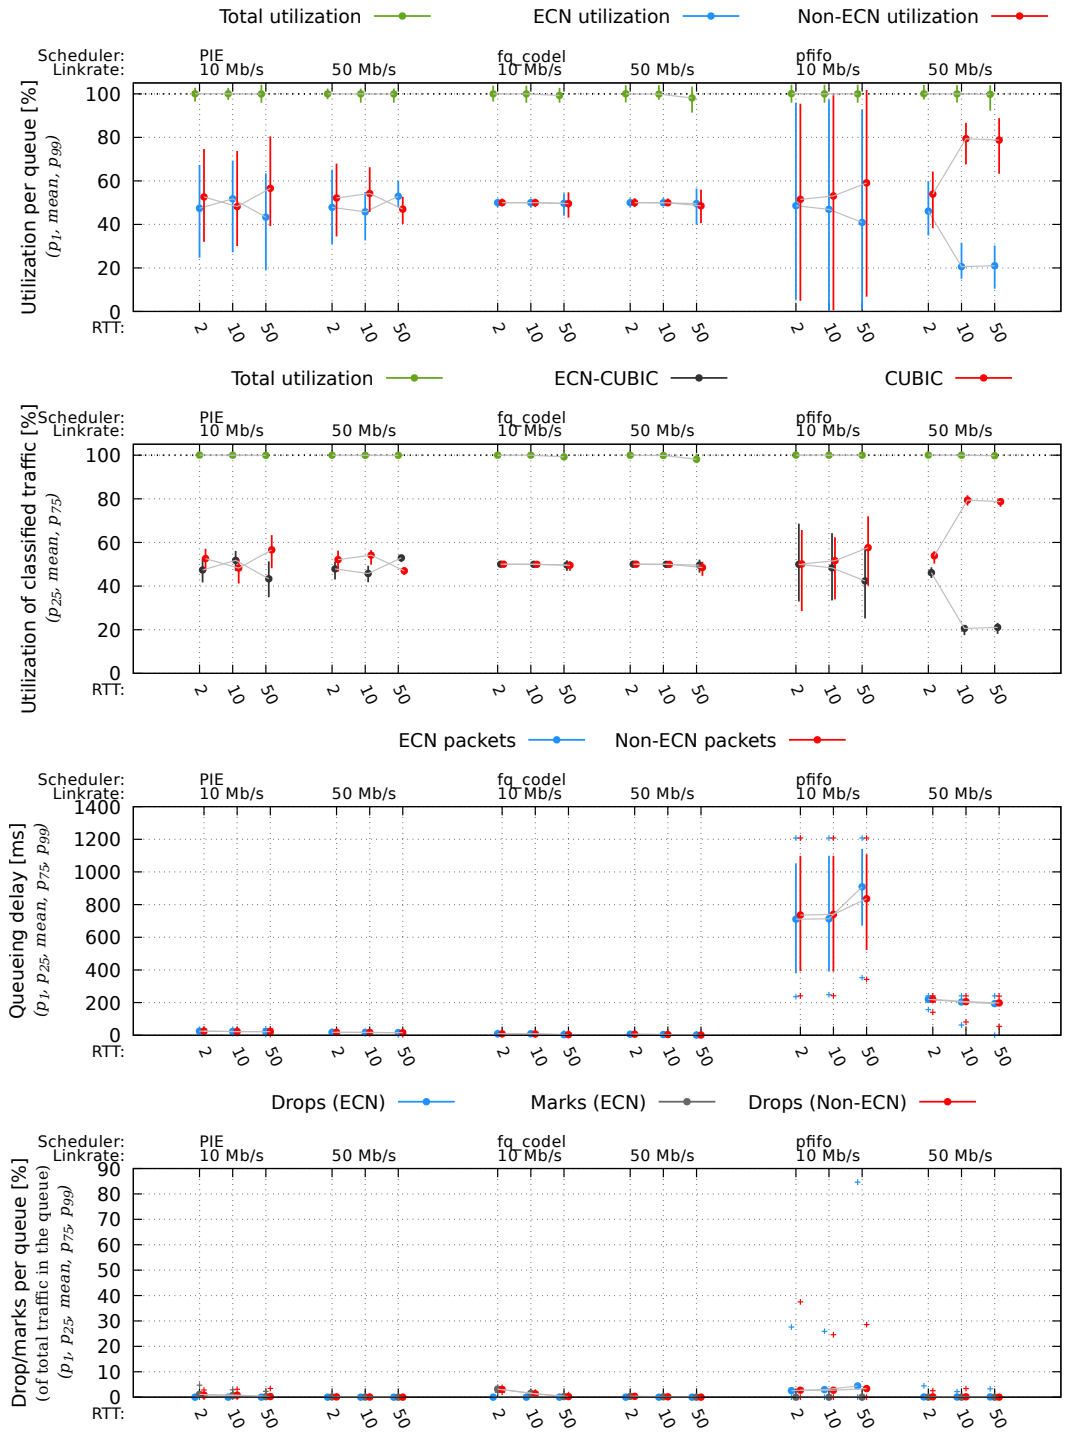 Total utilization ECN utilization Non-ECN utilization
Scheduler: PIE fq_codel pfifo
Linkrate: 10 Mb/s 50 Mb/s 10 Mb/s 50 Mb/s 10 Mb/s 50 Mb/s
Utilization per queue [%]
(p1, mean, p99)
100
80
60
40
20
0
RTT: 2 10 50 2 10 50 2 10 50 2 10 50 2 10 50 2 10 50
Total utilization ECN-CUBIC CUBIC
Scheduler: PIE fq_codel pfifo
Linkrate: 10 Mb/s 50 Mb/s 10 Mb/s 50 Mb/s 10 Mb/s 50 Mb/s
Utilization of classified traffic [%]
(p25, mean, p75)
100
80
60
40
20
0
RTT: 2 10 50 2 10 50 2 10 50 2 10 50 2 10 50 2 10 50
ECN packets Non-ECN packets
Scheduler: PIE fq_codel pfifo
Linkrate: 10 Mb/s 50 Mb/s 10 Mb/s 50 Mb/s 10 Mb/s 50 Mb/s
Queueing delay [ms]
(p1, p25, mean, p75, p99)
1400
1200
1000
800
600
400
200
0
RTT: 2 10 50 2 10 50 2 10 50 2 10 50 2 10 50 2 10 50
Drops (ECN) Marks (ECN) Drops (Non-ECN)
Scheduler: PIE fq_codel pfifo
Linkrate: 10 Mb/s 50 Mb/s 10 Mb/s 50 Mb/s 10 Mb/s 50 Mb/s
Drop/marks per queue [%]
(of total traffic in the queue)
(p1, p25, mean, p75, p99)
90
80
70
60
50
40
30
20
10
0
RTT: 2 10 50 2 10 50 2 10 50 2 10 50 2 10 50 2 10 50